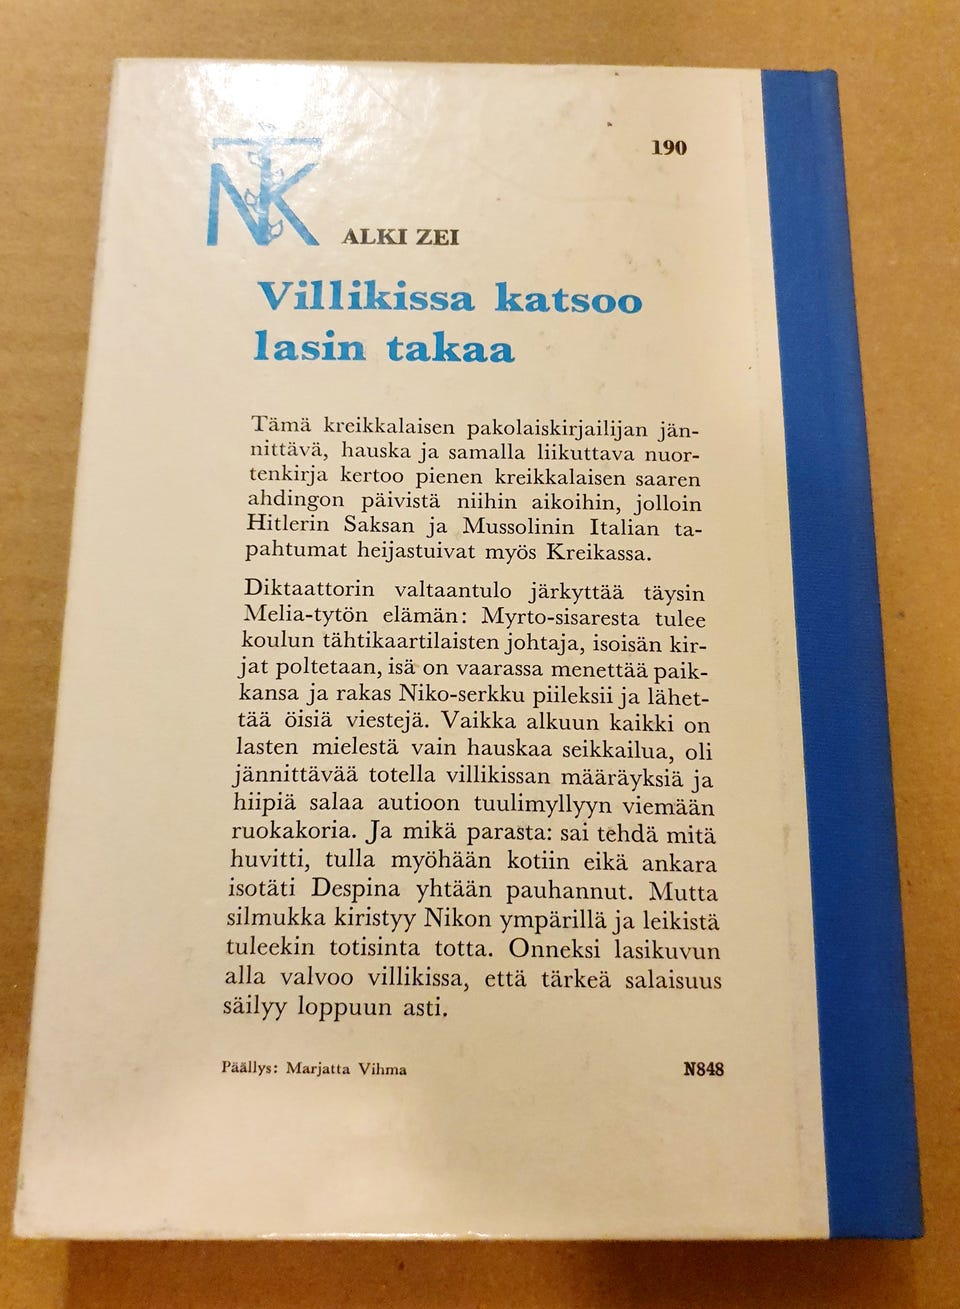 NTK
190
ALKI ZEI
Villikissa katsoo
lasin takaa
Tämä kreikkalaisen pakolaiskirjailijan jän-
nittävä, hauska ja samalla liikuttava nuor-
tenkirja kertoo pienen kreikkalaisen saaren
ahdingon päivistä niihin aikoihin, jolloin
Hitlerin Saksan ja Mussolinin Italian ta-
pahtumat heijastuivat myös Kreikassa.
Diktaattorin valtaantulo järkyttää täysin
Melia-tytön elämän: Myrto-sisaresta tulee
koulun tähtikaartilaisten johtaja, isoisän kir-
jat poltetaan, isä on vaarassa menettää paik-
kansa ja rakas Niko-serkku piileksii ja lähet-
tää öisiä viestejä. Vaikka alkuun kaikki on
lasten mielestä vain hauskaa seikkailua, oli
jännittävää totella villikissan määräyksiä ja
hiipiä salaa autioon tuulimyllyyn viemään
ruokakoria. Ja mikä parasta: sai tehdä mitä
huvitti, tulla myöhään kotiin eikä ankara
isotäti Despina yhtään pauhannut. Mutta
silmukka kiristyy Nikon ympärillä ja leikistä
tuleekin totisinta totta. Onneksi lasikuvun
alla valvoo villikissa, että tärkeä salaisuus
säilyy loppuun asti.
Päällys: Marjatta Vihma
N848